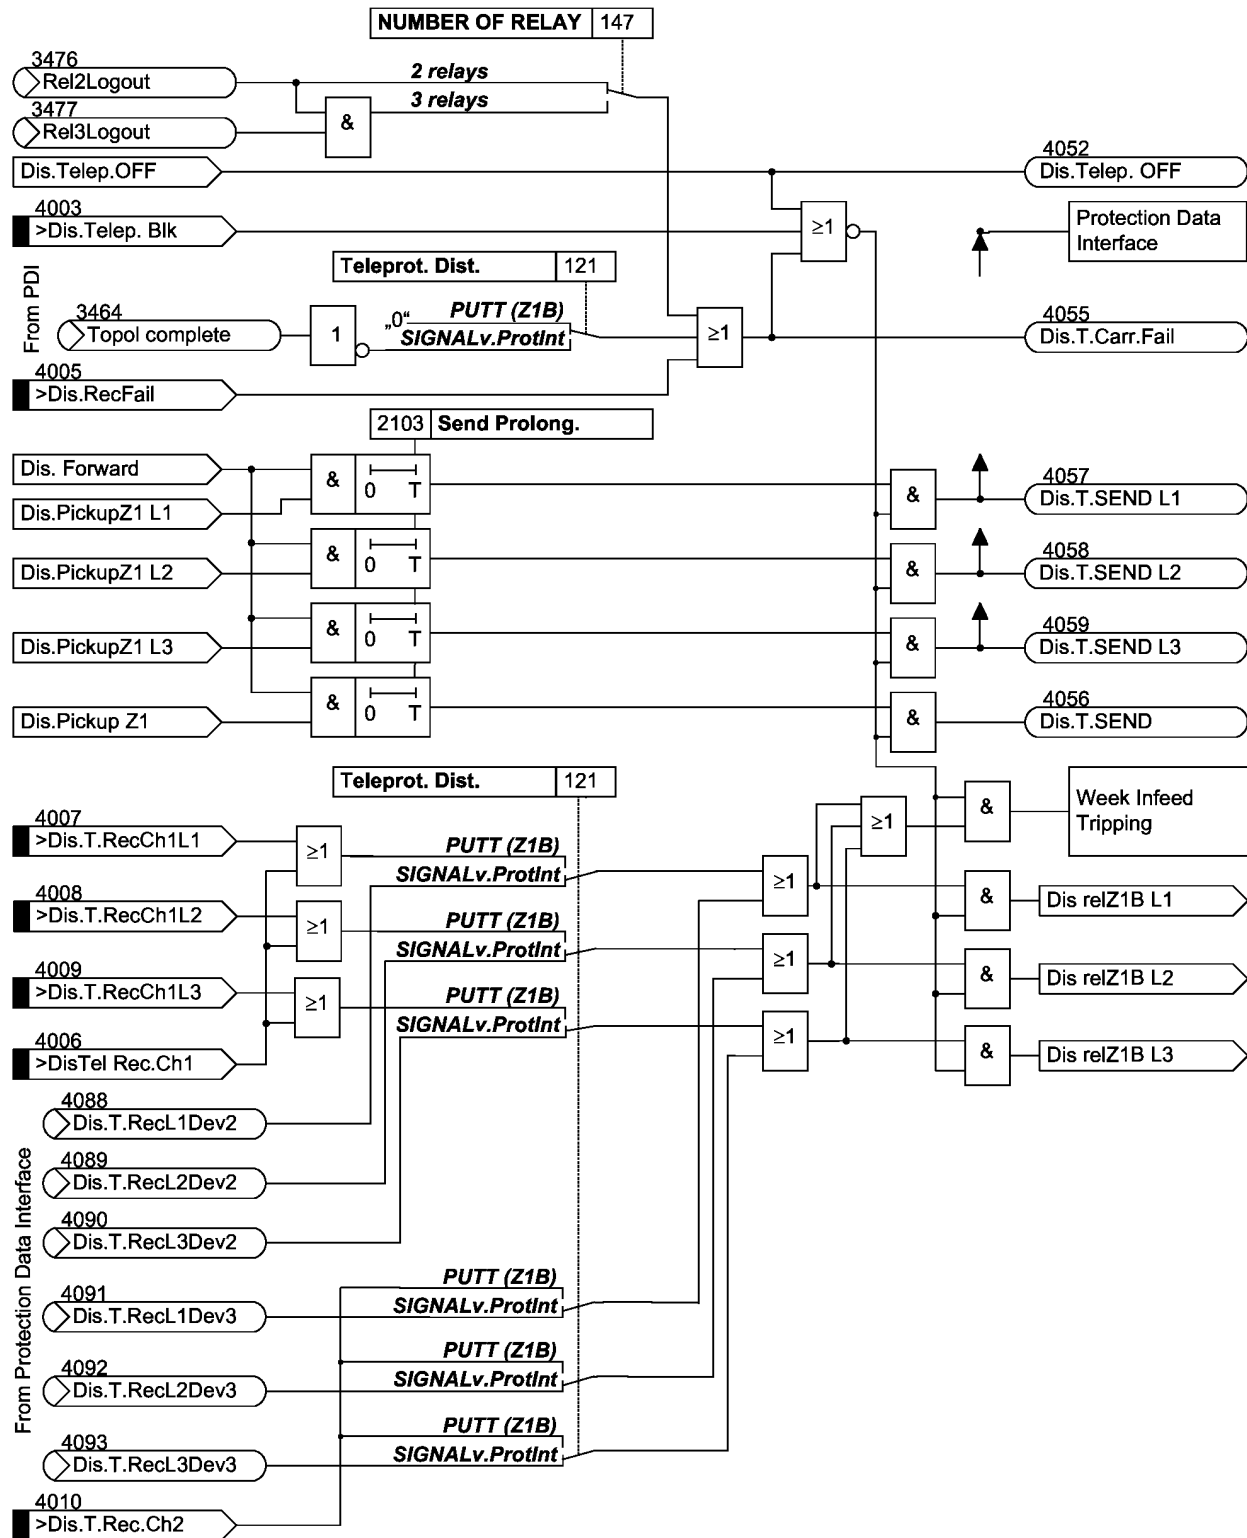 NUMBER OF RELAY 147
3476
Rel2Logout
2 relays
3 relays
3477
Rel3Logout
&
Dis.Telep.OFF
4052
Dis.Telep. OFF
4003
>Dis.Telep. Blk
≥1
Protection Data
Interface
From PDI
Teleprot. Dist. 121
3464
Topol complete
1
„0“
PUTT (Z1B)
SIGNALv.ProtInt
≥1
4055
Dis.T.Carr.Fail
4005
>Dis.RecFail
2103 Send Prolong.
Dis. Forward
& 0 T
Dis.PickupZ1 L1
&
4057
Dis.T.SEND L1
& 0 T
Dis.PickupZ1 L2
&
4058
Dis.T.SEND L2
& 0 T
Dis.PickupZ1 L3
&
4059
Dis.T.SEND L3
& 0 T
Dis.Pickup Z1
&
4056
Dis.T.SEND
Teleprot. Dist. 121
4007
>Dis.T.RecCh1L1
≥1
PUTT (Z1B)
SIGNALv.ProtInt
≥1
≥1
&
Week Infeed
Tripping
4008
>Dis.T.RecCh1L2
≥1
PUTT (Z1B)
SIGNALv.ProtInt
≥1
&
Dis relZ1B L1
4009
>Dis.T.RecCh1L3
≥1
PUTT (Z1B)
SIGNALv.ProtInt
≥1
&
Dis relZ1B L2
4006
>DisTel Rec.Ch1
&
Dis relZ1B L3
From Protection Data Interface
4088
Dis.T.RecL1Dev2
4089
Dis.T.RecL2Dev2
4090
Dis.T.RecL3Dev2
4091
Dis.T.RecL1Dev3
PUTT (Z1B)
SIGNALv.ProtInt
4092
Dis.T.RecL2Dev3
PUTT (Z1B)
SIGNALv.ProtInt
4093
Dis.T.RecL3Dev3
PUTT (Z1B)
SIGNALv.ProtInt
4010
>Dis.T.Rec.Ch2